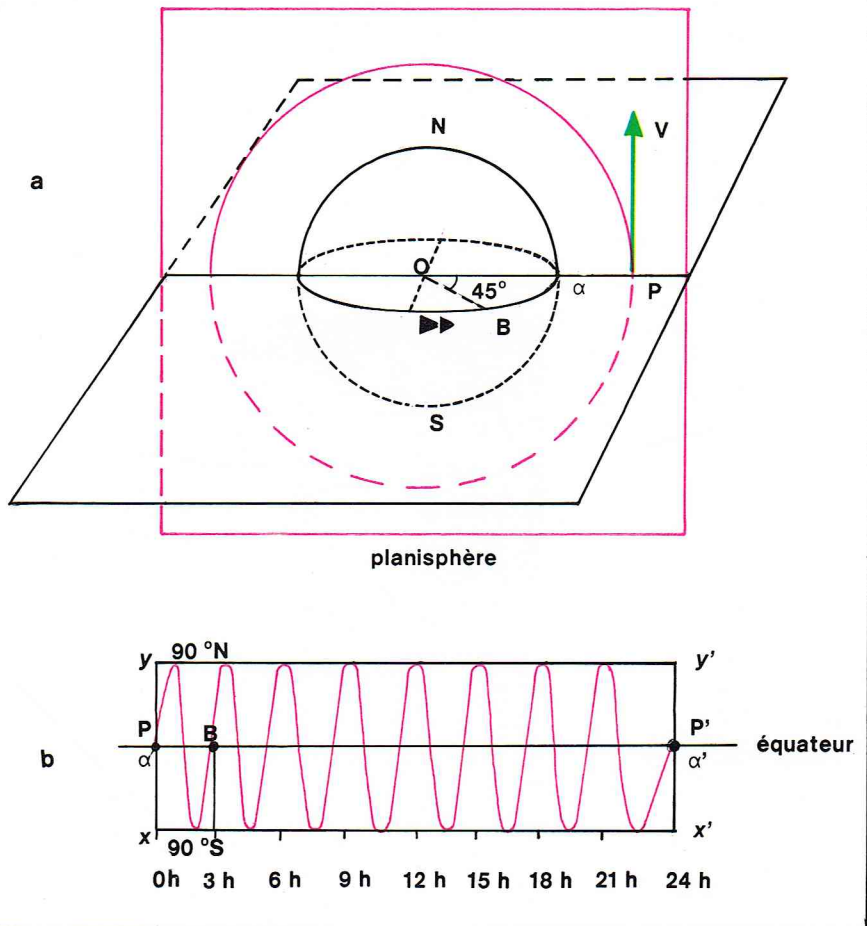 a
N
V
O
45°
α
P
B
S
planisphère
b
y
90 °N
y'
P
B
P'
équateur
α
α'
x
90 °S
x'
0h 3 h 6 h 9 h 12 h 15 h 18 h 21 h 24 h